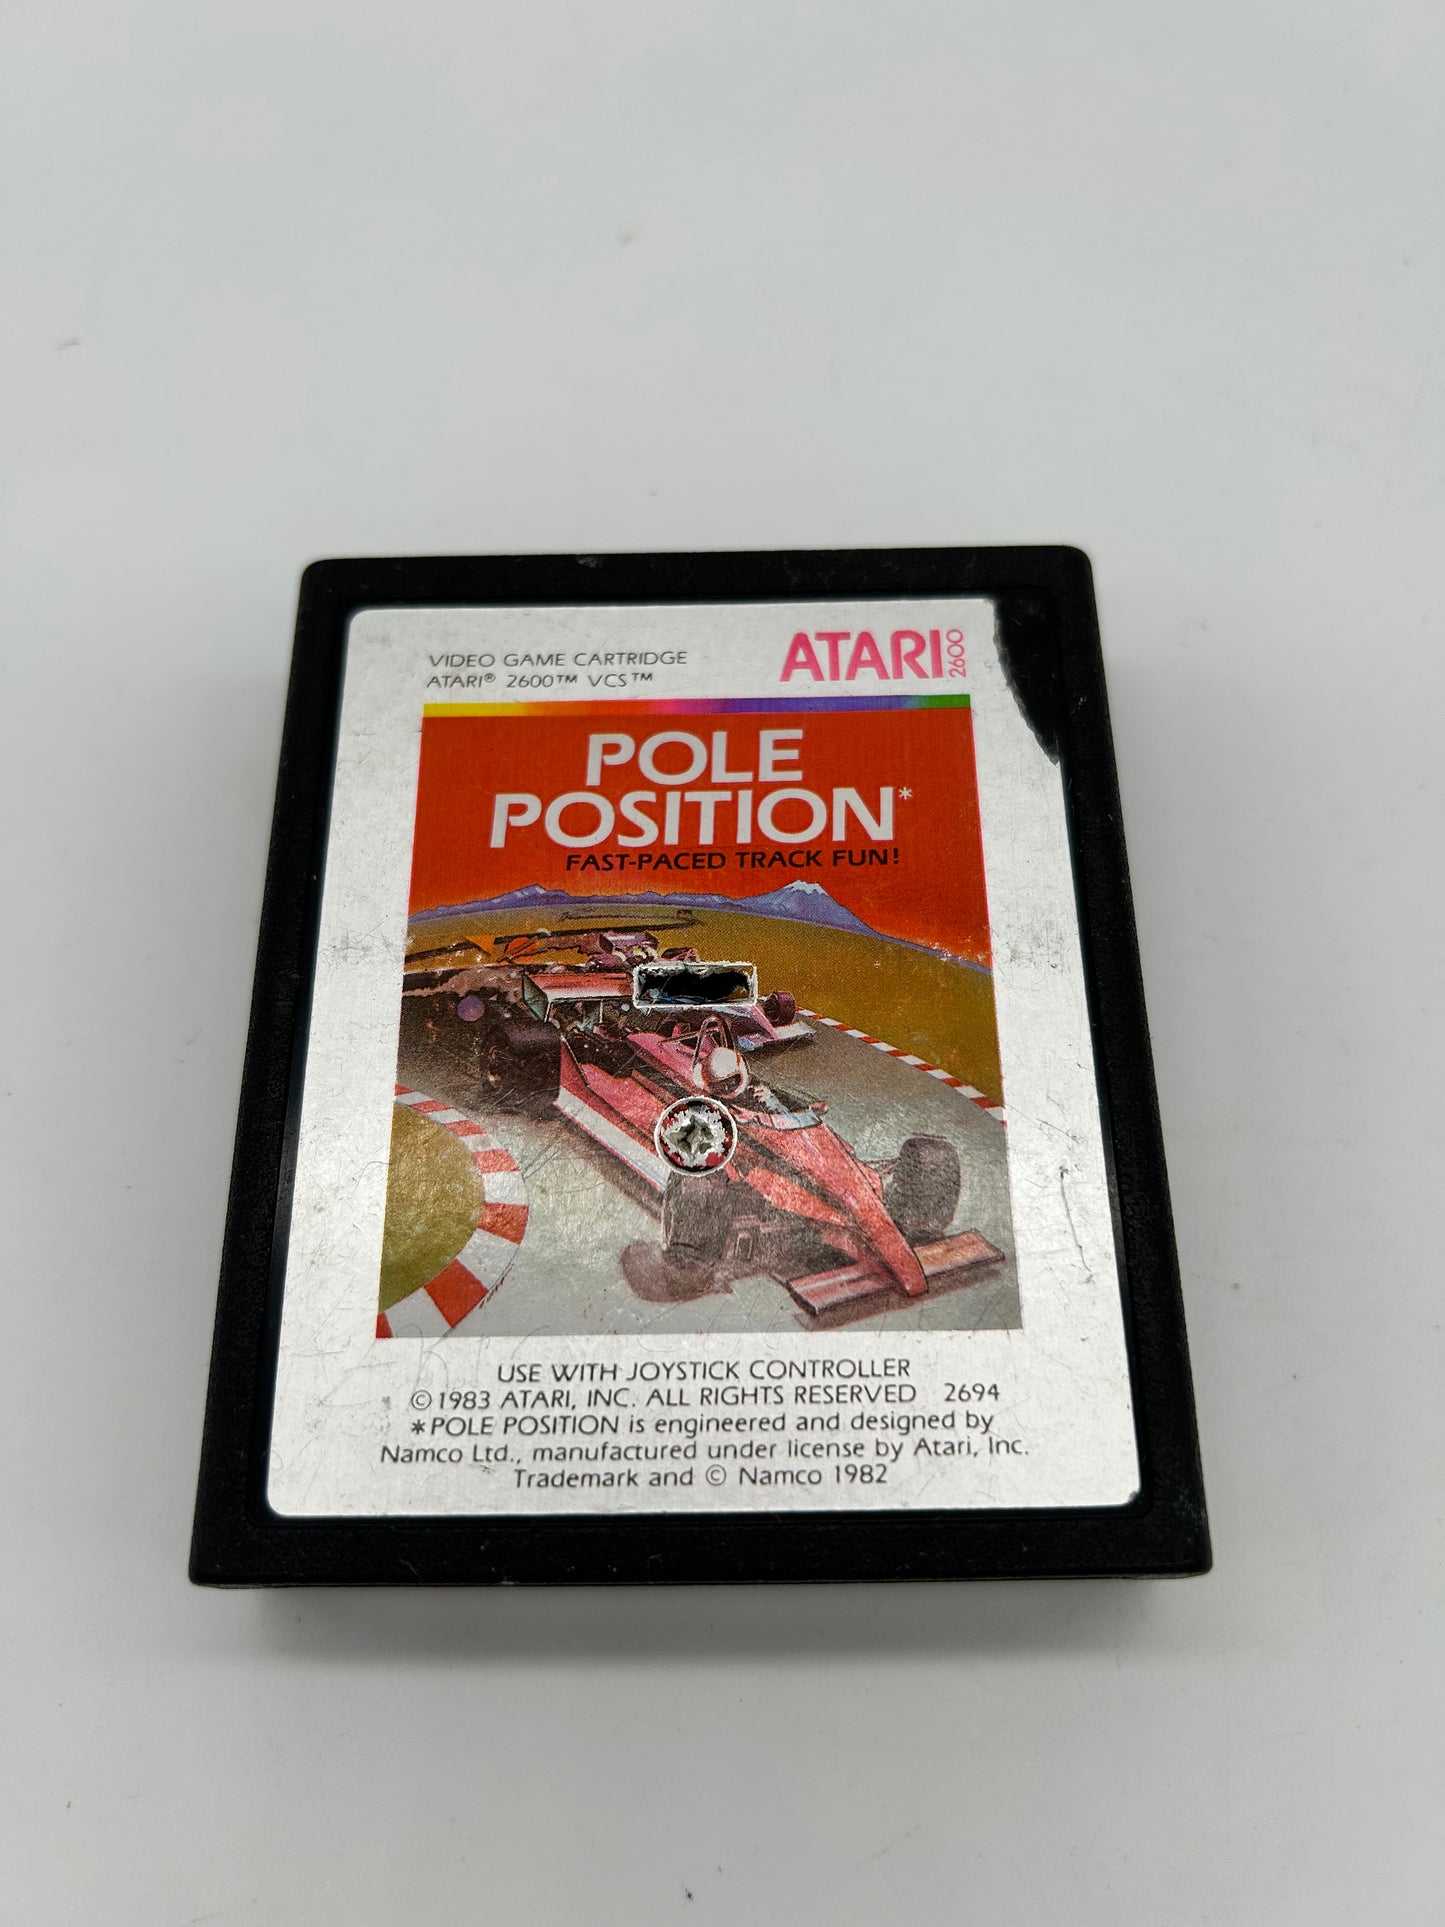 VIDEO GAME CARTRIDGE
ATARI® 2600™ VCS™
ATARI 2600
POLE
POSITION*
FAST-PACED TRACK FUN!
USE WITH JOYSTICK CONTROLLER
© 1983 ATARI, INC. ALL RIGHTS RESERVED 2694
*POLE POSITION is engineered and designed by
Namco Ltd., manufactured under license by Atari, Inc.
Trademark and © Namco 1982